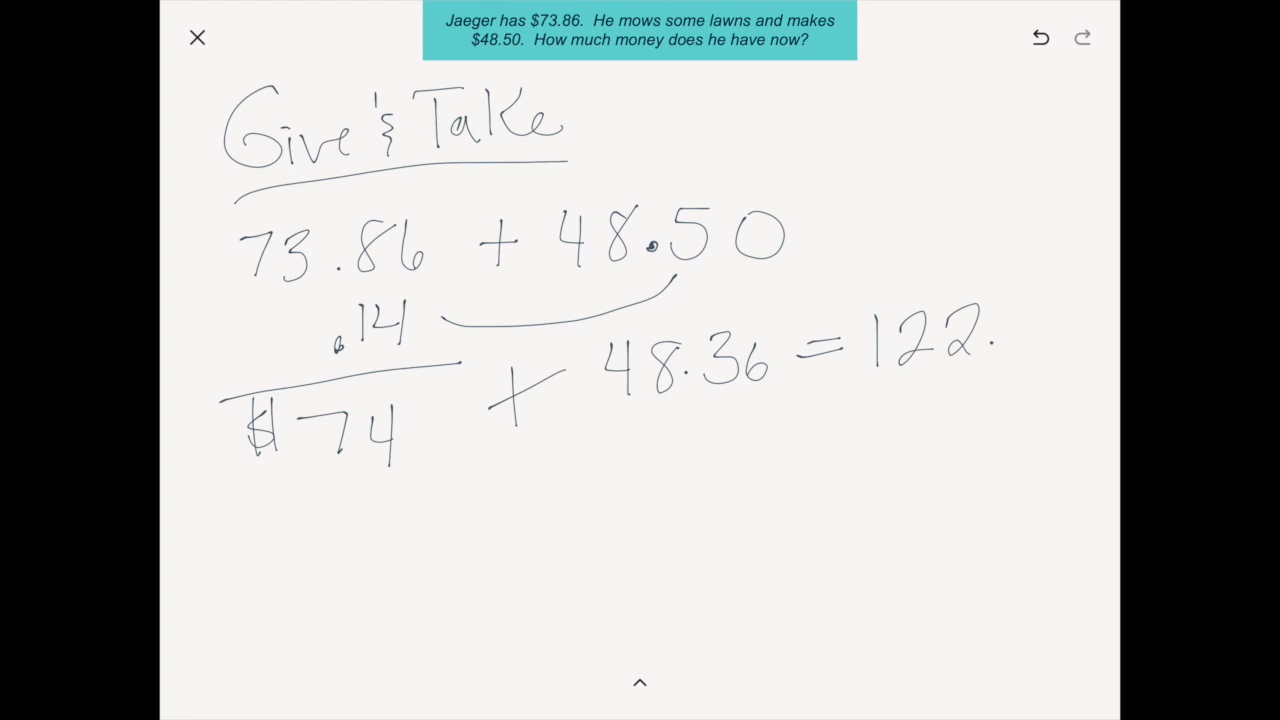 Jaeger has $73.86. He mows some lawns and makes
$48.50. How much money does he have now?
Give & Take
73.86 + 48.50
.14
$74 + 48.36 = 122.